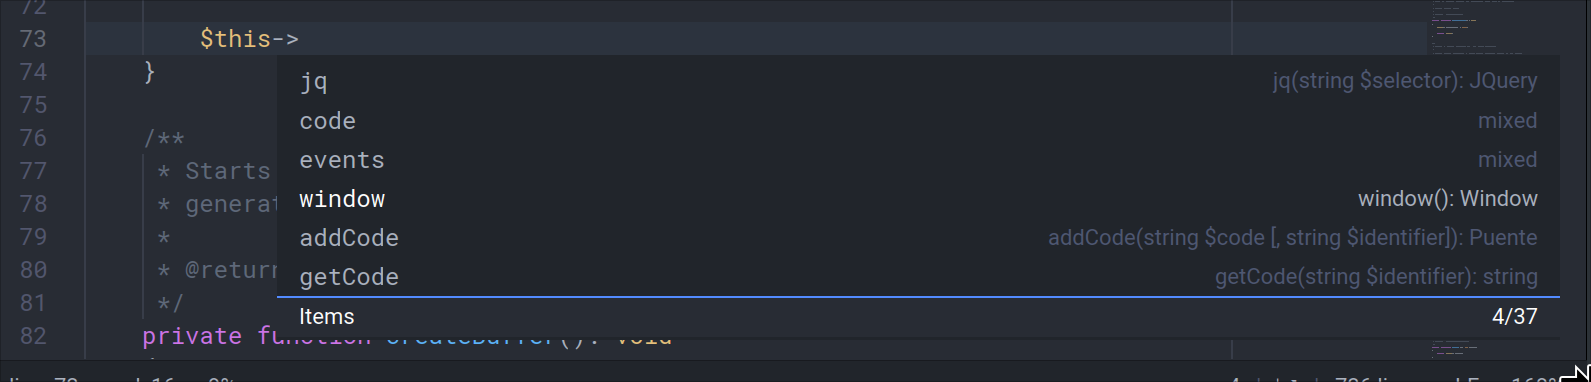 72
73 $this->
74 }
jq jq(string $selector): JQuery
75
code mixed
76 /**
events mixed
77 * Starts
window window(): Window
78 * generat
79 *
addCode addCode(string $code [, string $identifier]): Puente
80 * @return
getCode getCode(string $identifier): string
81 */
Items 4/37
82 private function createBuffer(): void